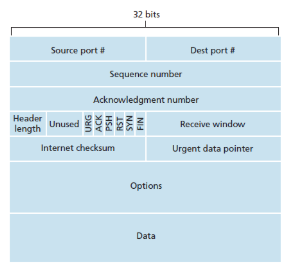 32 bits
Source port # Dest port #
Sequence number
Acknowledgment number
Header length Unused URG ACK PSH RST SYN FIN Receive window
Internet checksum Urgent data pointer
Options
Data